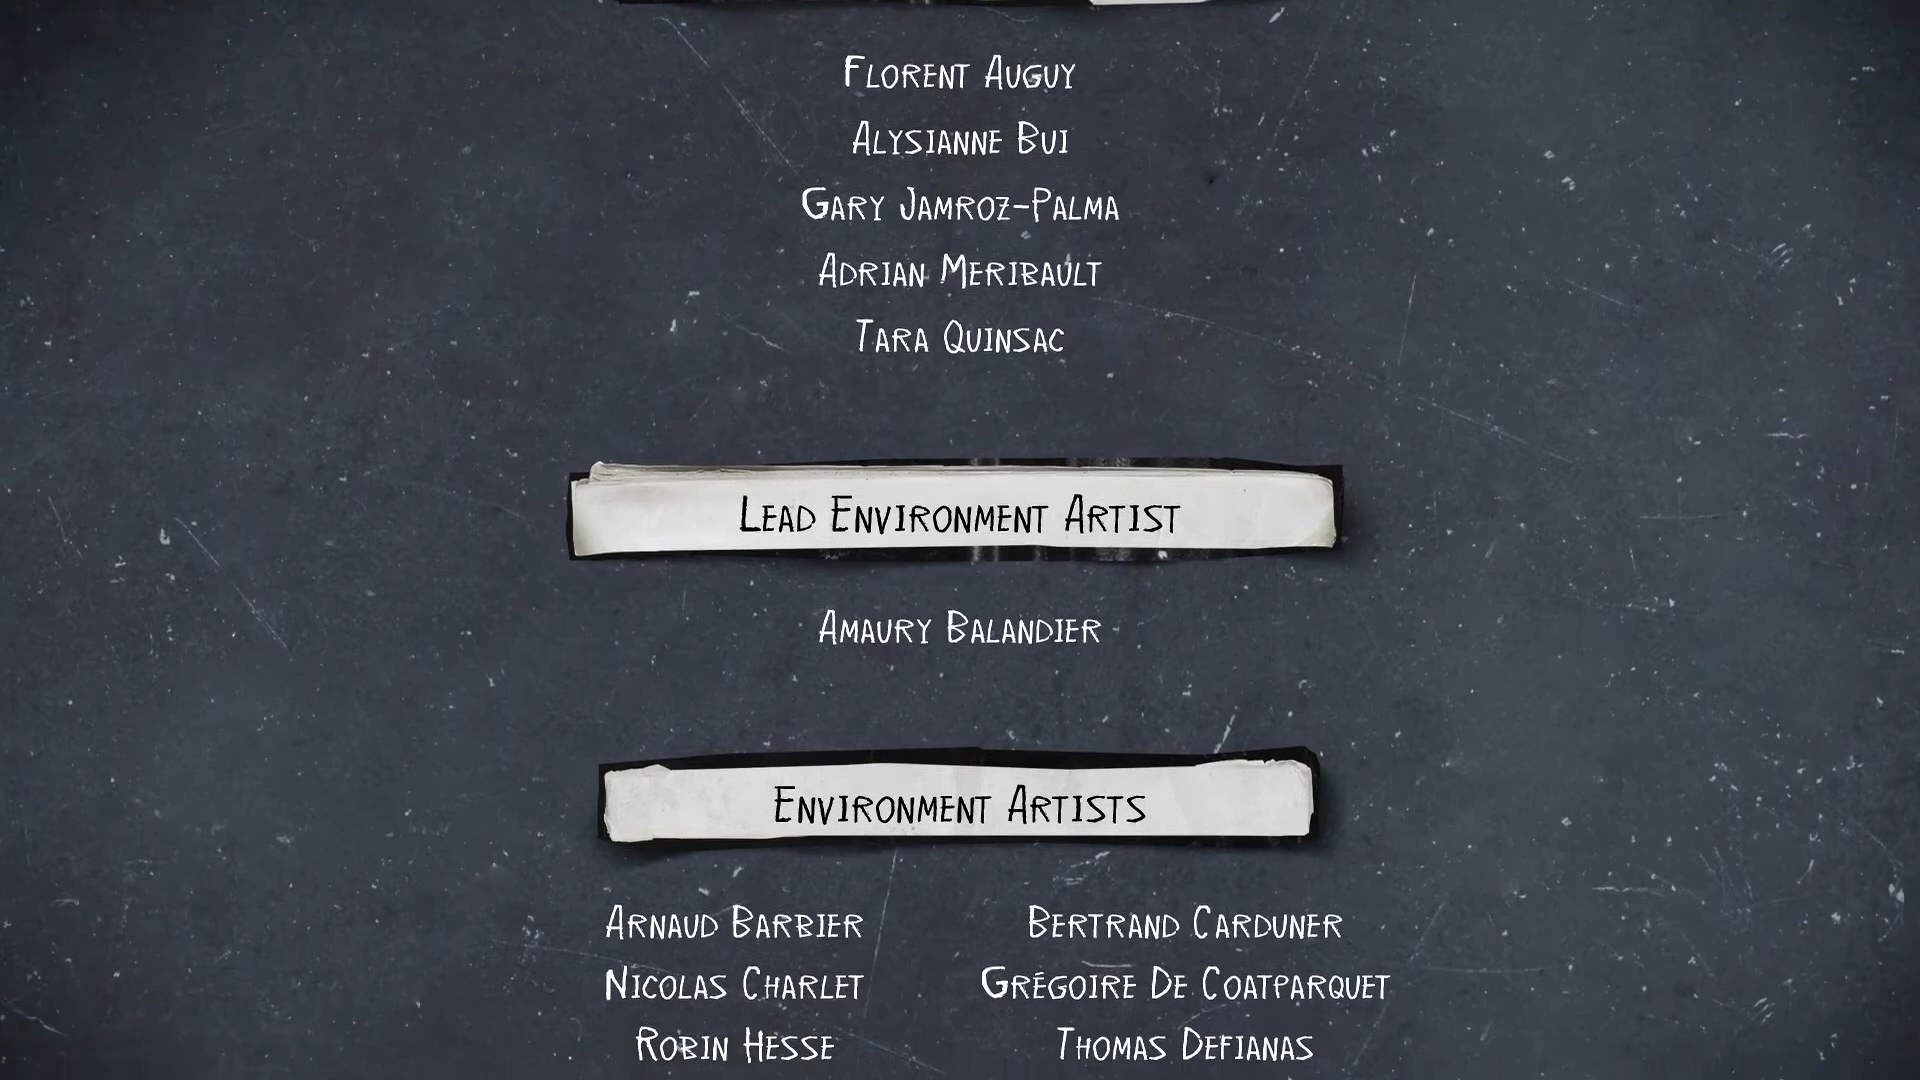 Florent Auguy
Alysianne Bui
Gary Jamroz-Palma
Adrian Meribault
Tara Quinsac
Lead Environment Artist
Amaury Balandier
Environment Artists
Arnaud Barbier Bertrand Carduner
Nicolas Charlet Grégoire De Coatparquet
Robin Hesse Thomas Defianas